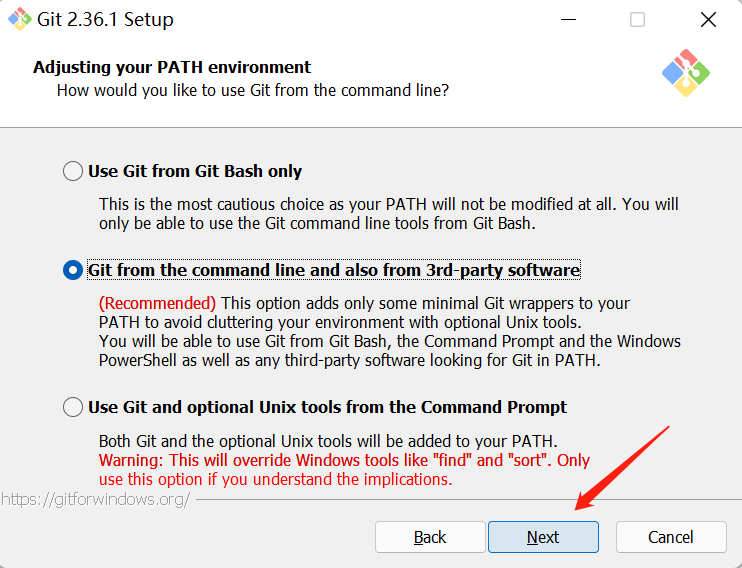 Git 2.36.1 Setup
Adjusting your PATH environment
How would you like to use Git from the command line?
Use Git from Git Bash only
This is the most cautious choice as your PATH will not be modified at all. You will
only be able to use the Git command line tools from Git Bash.
Git from the command line and also from 3rd-party software
(Recommended) This option adds only some minimal Git wrappers to your
PATH to avoid cluttering your environment with optional Unix tools.
You will be able to use Git from Git Bash, the Command Prompt and the Windows
PowerShell as well as any third-party software looking for Git in PATH.
Use Git and optional Unix tools from the Command Prompt
Both Git and the optional Unix tools will be added to your PATH.
Warning: This will override Windows tools like "find" and "sort". Only
use this option if you understand the implications.
https://gitforwindows.org/
Back Next Cancel